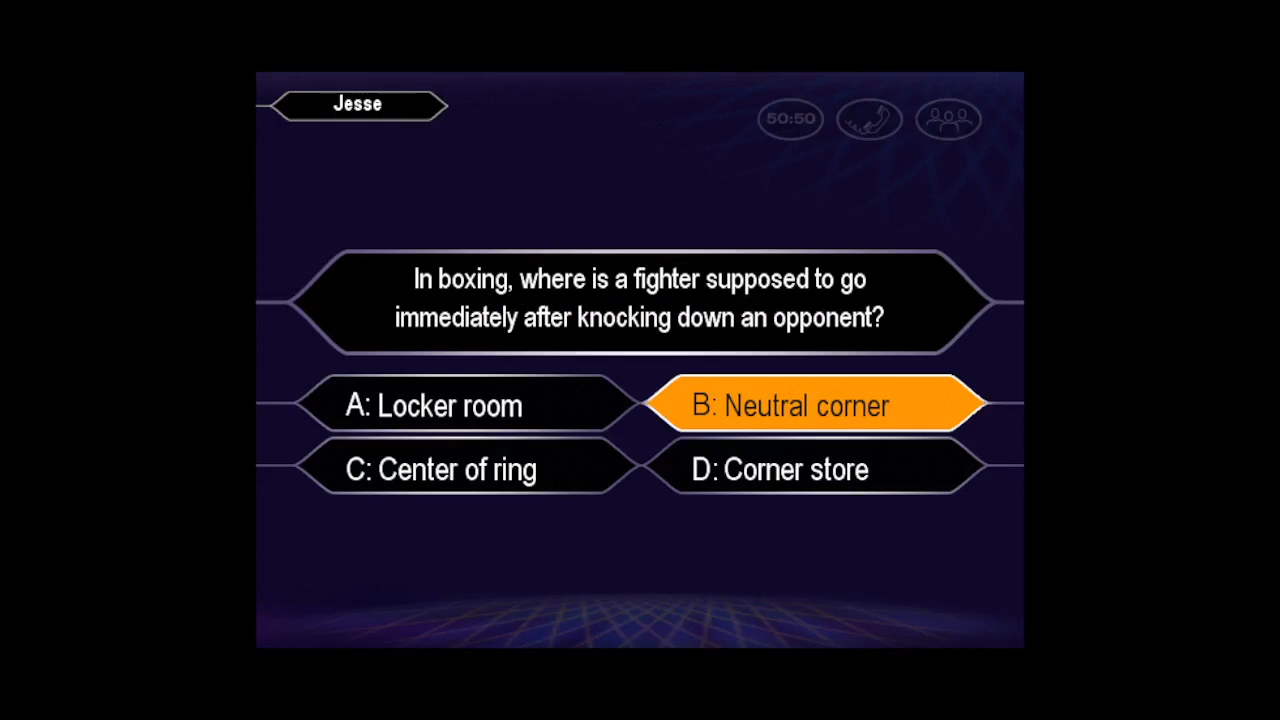 Jesse
50:50
In boxing, where is a fighter supposed to go
immediately after knocking down an opponent?
A: Locker room
B: Neutral corner
C: Center of ring
D: Corner store